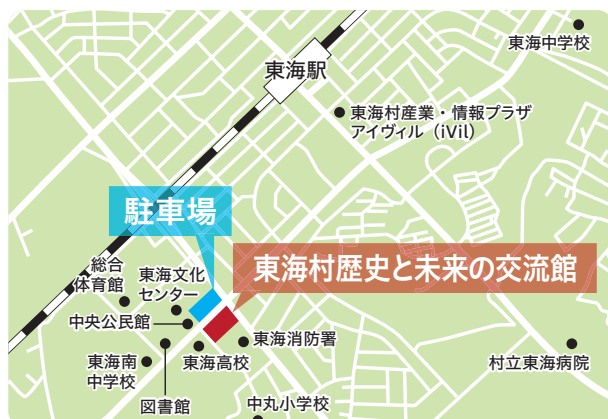 東海中学校
東海駅
東海村産業・情報プラザ
アイヴィル（iVil）
駐車場
東海村歴史と未来の交流館
総合
体育館
東海文化
センター
中央公民館
東海消防署
東海南
中学校
東海高校
村立東海病院
図書館
中丸小学校